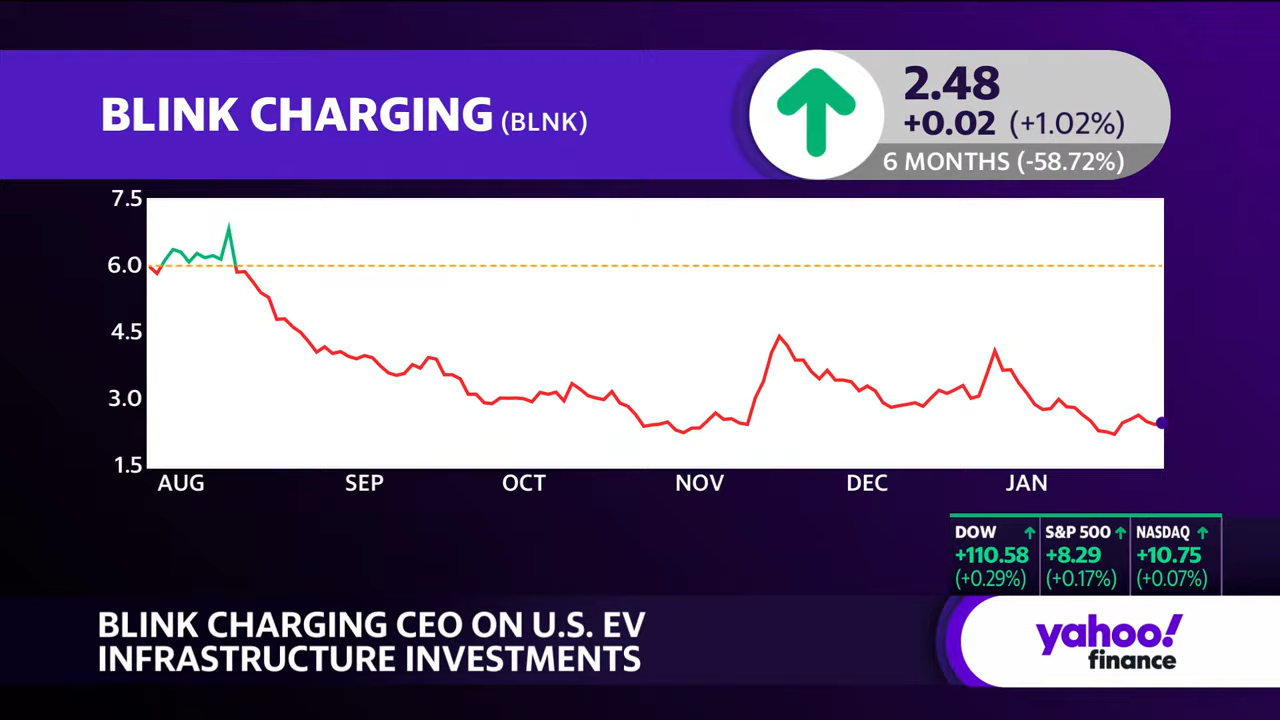 BLINK CHARGING (BLNK)
2.48
+0.02 (+1.02%)
6 MONTHS (-58.72%)
7.5
6.0
4.5
3.0
1.5
AUG SEP OCT NOV DEC JAN
DOW S&P 500 NASDAQ
+110.58 +8.29 +10.75
(+0.29%) (+0.17%) (+0.07%)
BLINK CHARGING CEO ON U.S. EV
INFRASTRUCTURE INVESTMENTS
yahoo!
finance